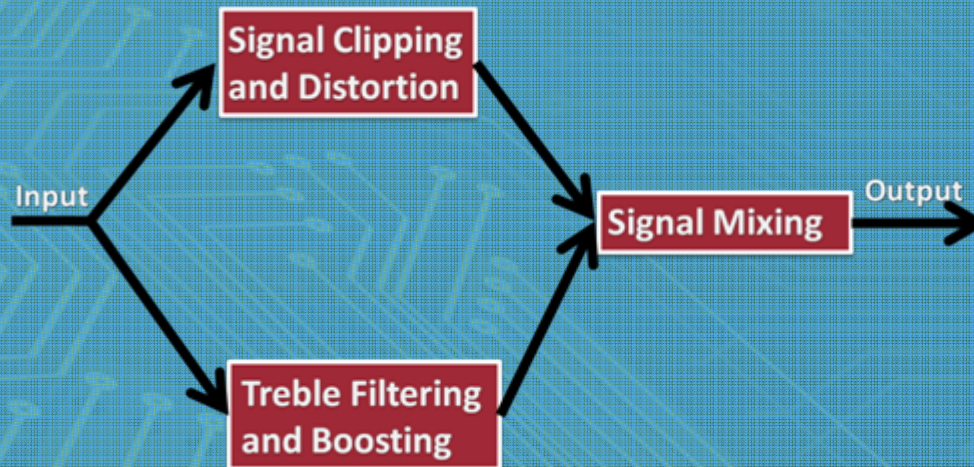 Signal Clipping
and Distortion
Input
Signal Mixing
Output
Treble Filtering
and Boosting